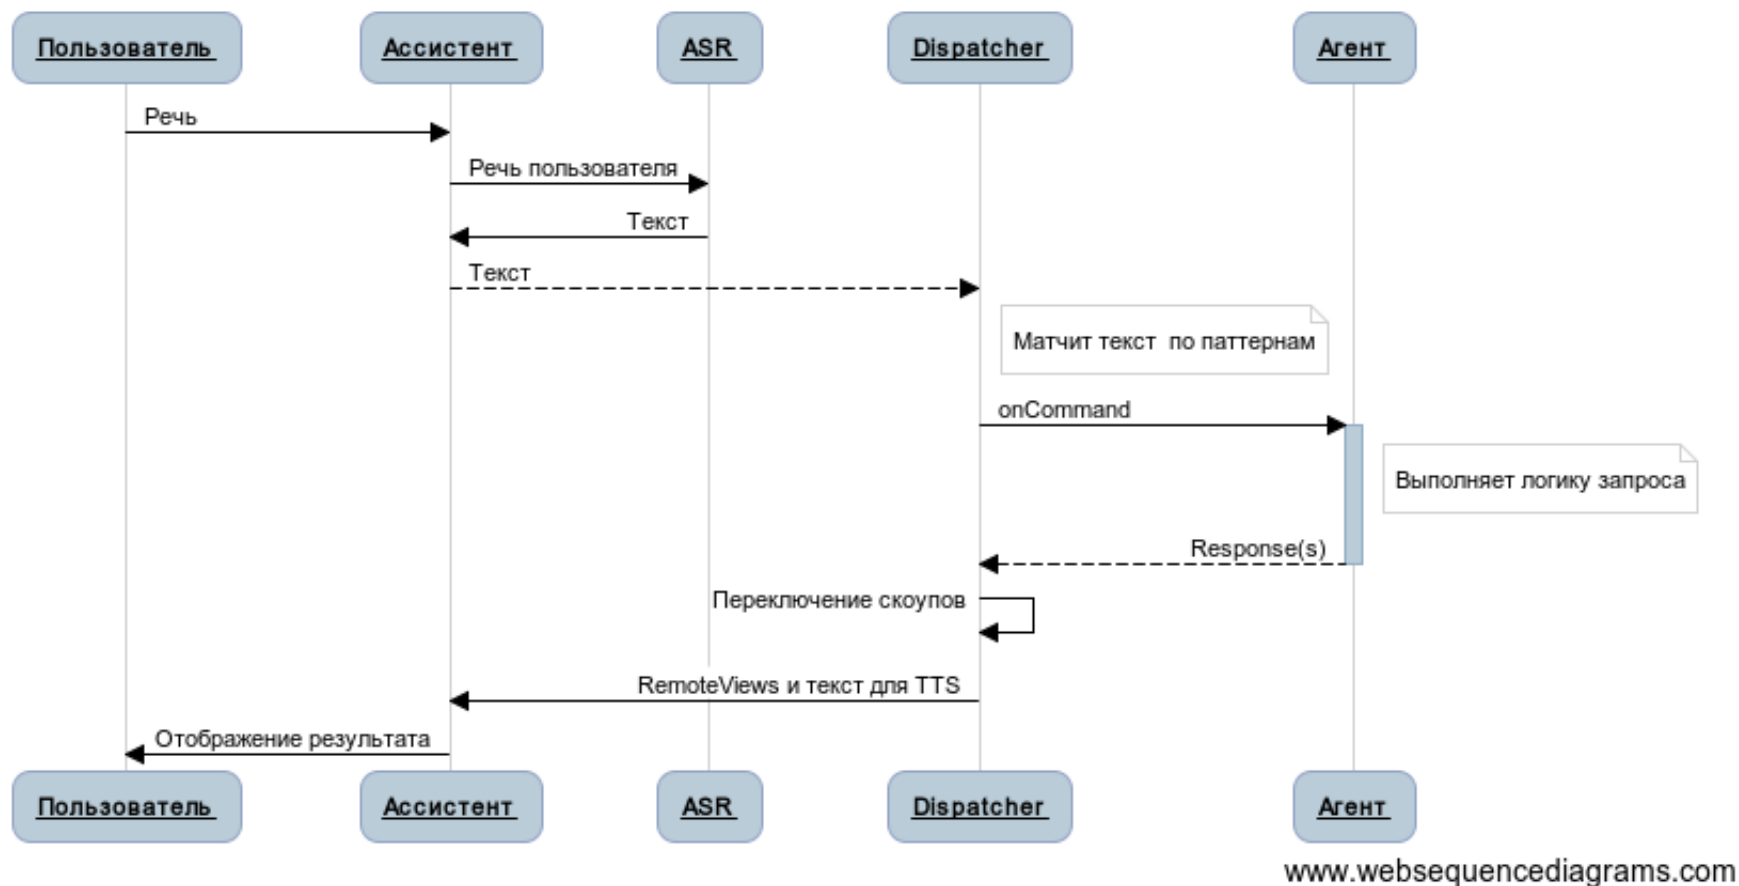 Пользователь Ассистент ASR Dispatcher Агент
Речь
Речь пользователя
Текст
Текст
Матчит текст по паттернам
onCommand
Выполняет логику запроса
Response(s)
Переключение скоупов
RemoteViews и текст для TTS
Отображение результата
Пользователь Ассистент ASR Dispatcher Агент
www.websequencediagrams.com